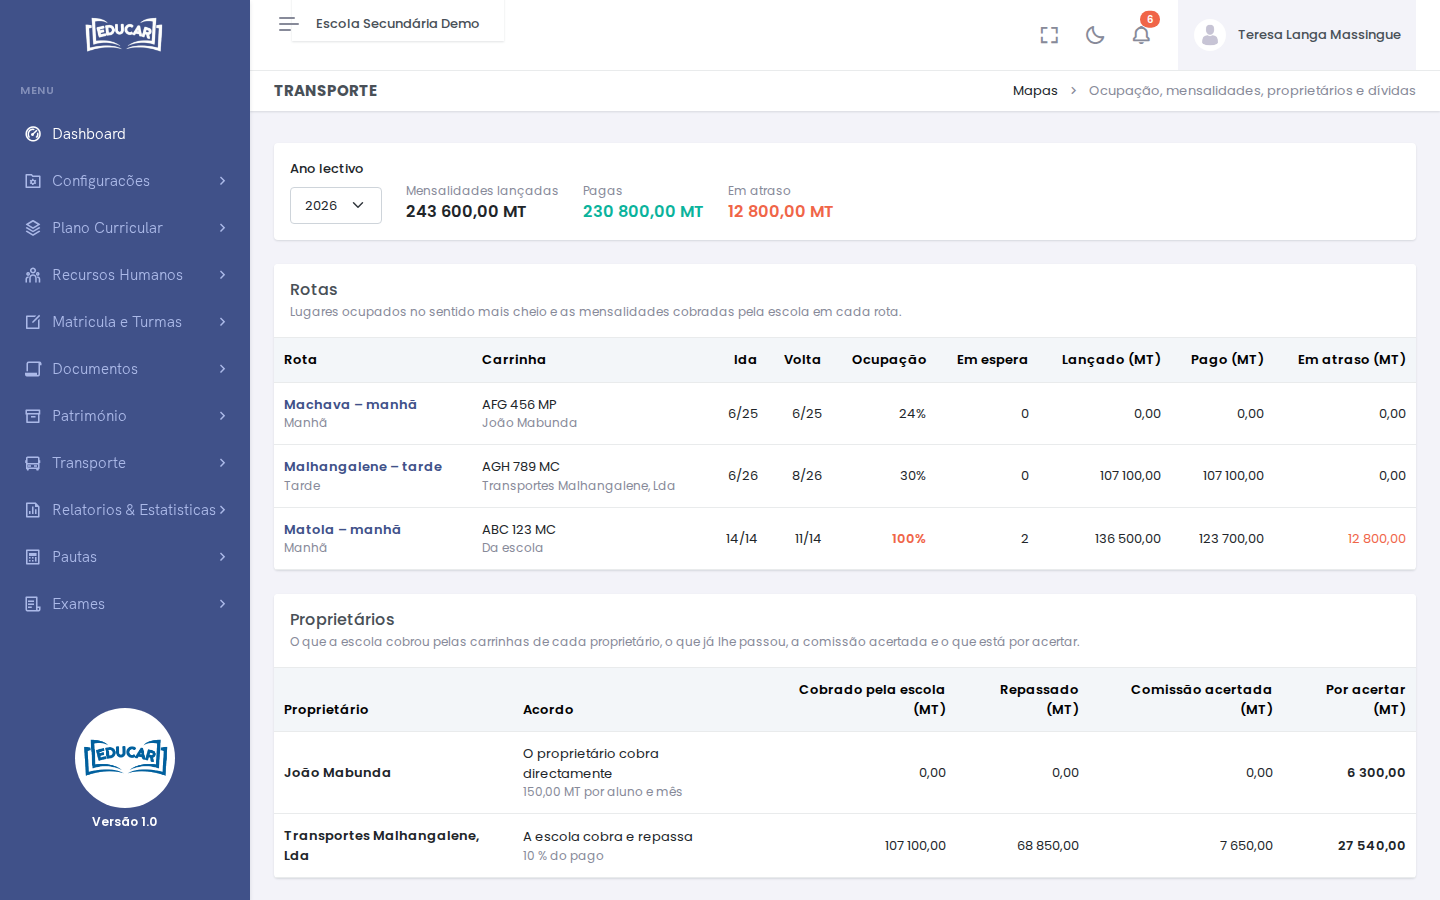 EDUCAR
Escola Secundária Demo
6
Teresa Langa Massingue
MENU
TRANSPORTE
Mapas
Ocupação, mensalidades, proprietários e dívidas
Dashboard
Configuracões
Plano Curricular
Recursos Humanos
Matricula e Turmas
Documentos
Património
Transporte
Relatorios & Estatisticas
Pautas
Exames
EDUCAR
Versão 1.0
Ano lectivo
2026
Mensalidades lançadas
243 600,00 MT
Pagas
230 800,00 MT
Em atraso
12 800,00 MT
Rotas
Lugares ocupados no sentido mais cheio e as mensalidades cobradas pela escola em cada rota.
Rota Carrinha Ida Volta Ocupação Em espera Lançado (MT) Pago (MT) Em atraso (MT)
Machava – manhã AFG 456 MP 6/25 6/25 24% 0 0,00 0,00 0,00
Manhã João Mabunda
Malhangalene – tarde AGH 789 MC 6/26 8/26 30% 0 107 100,00 107 100,00 0,00
Tarde Transportes Malhangalene, Lda
Matola – manhã ABC 123 MC 14/14 11/14 100% 2 136 500,00 123 700,00 12 800,00
Manhã Da escola
Proprietários
O que a escola cobrou pelas carrinhas de cada proprietário, o que já lhe passou, a comissão acertada e o que está por acertar.
Proprietário Acordo Cobrado pela escola (MT) Repassado (MT) Comissão acertada (MT) Por acertar (MT)
João Mabunda O proprietário cobra directamente 0,00 0,00 0,00 6 300,00
150,00 MT por aluno e mês
Transportes Malhangalene, Lda A escola cobra e repassa 107 100,00 68 850,00 7 650,00 27 540,00
10 % do pago